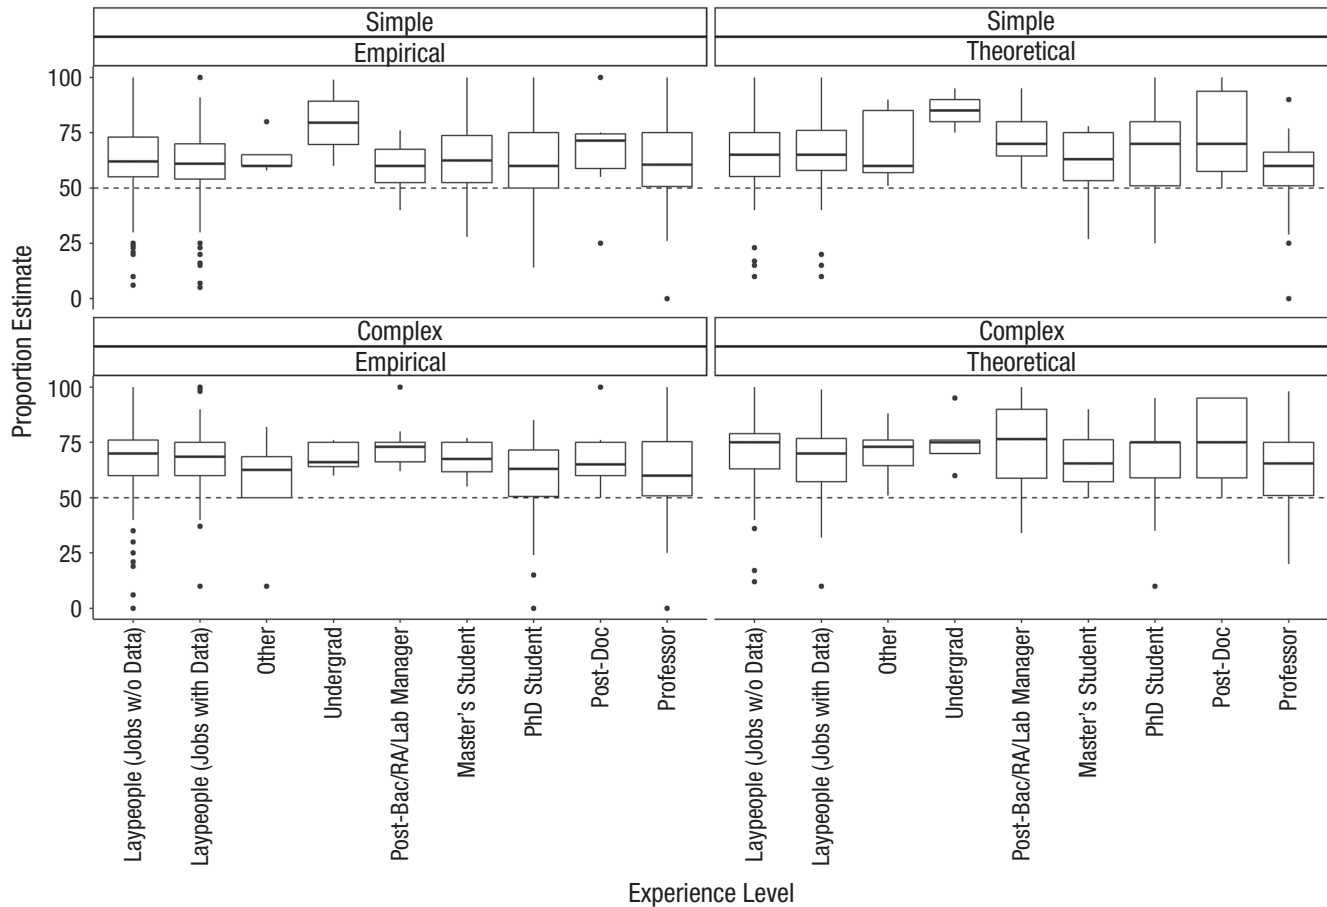 Simple
Simple
Empirical
Theoretical
100
75
50
25
0
Complex
Complex
Empirical
Theoretical
100
75
50
25
0
Proportion Estimate
Laypeople (Jobs w/o Data)
Laypeople (Jobs with Data)
Other
Undergrad
Post-Bac/RA/Lab Manager
Master's Student
PhD Student
Post-Doc
Professor
Laypeople (Jobs w/o Data)
Laypeople (Jobs with Data)
Other
Undergrad
Post-Bac/RA/Lab Manager
Master's Student
PhD Student
Post-Doc
Professor
Experience Level